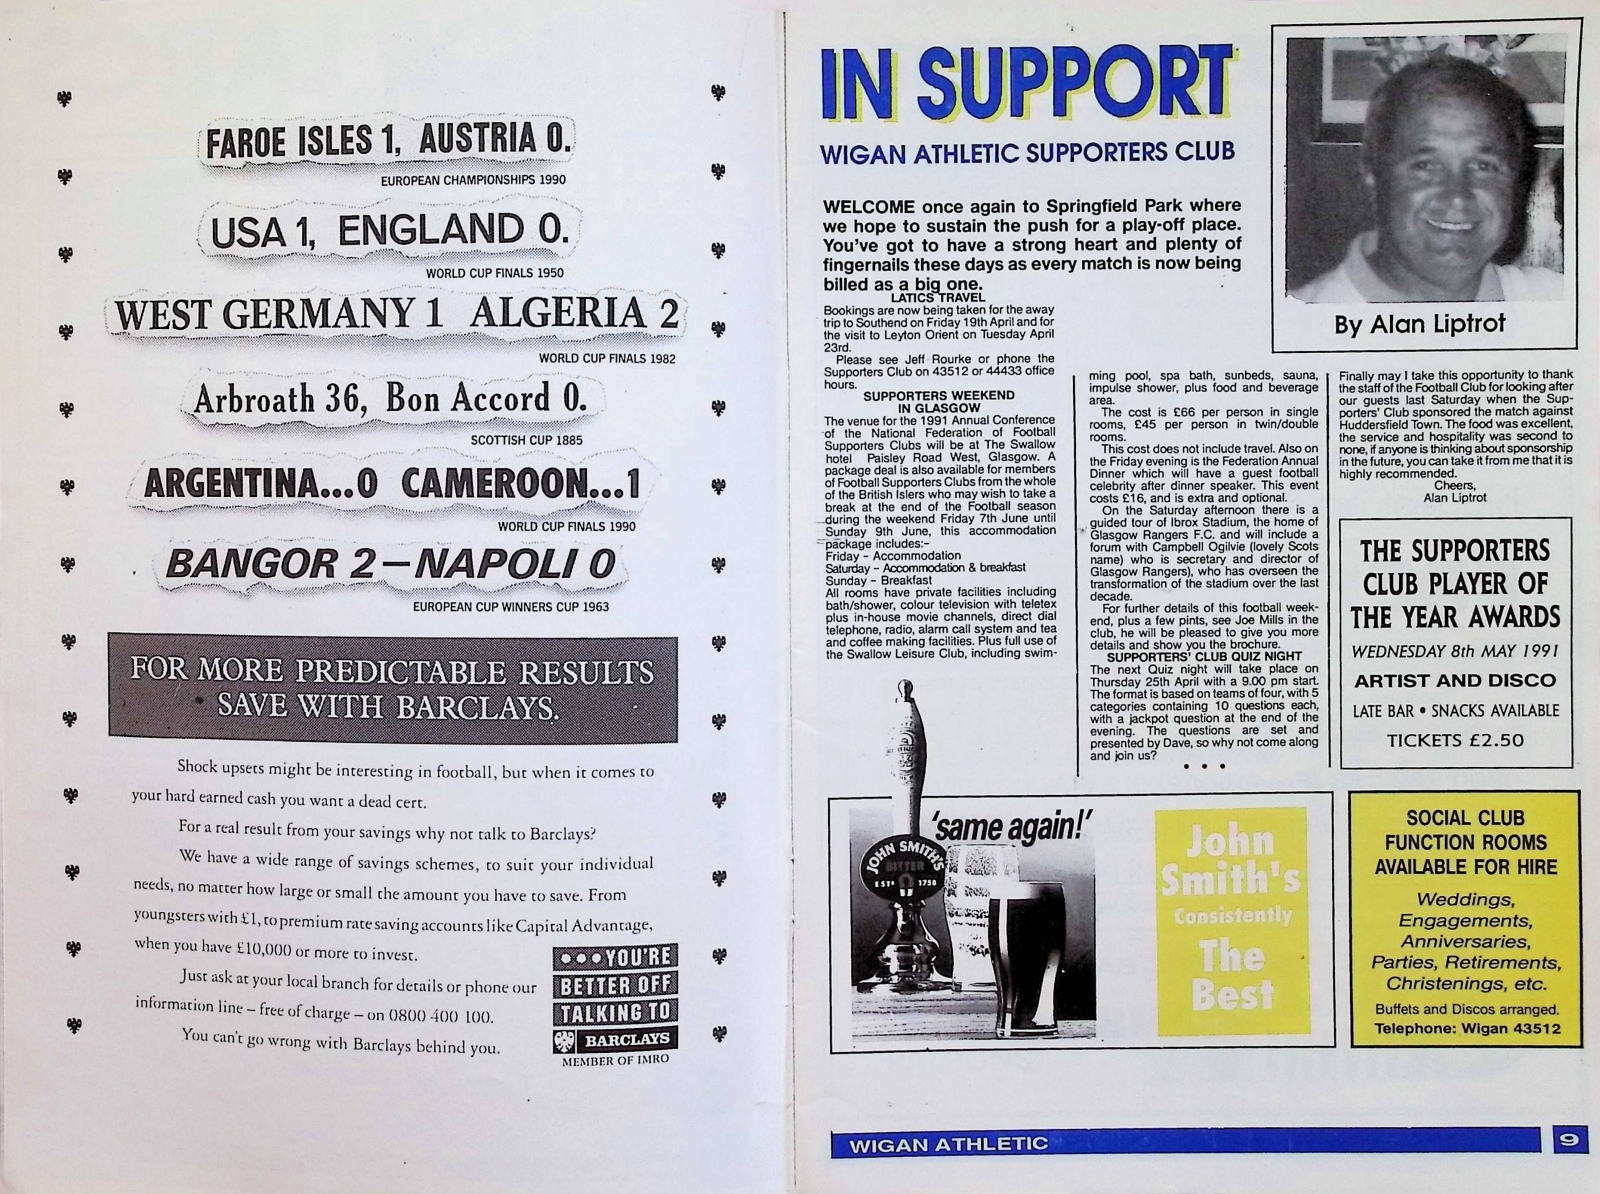 FAROE ISLES 1, AUSTRIA 0.
EUROPEAN CHAMPIONSHIPS 1990
USA 1, ENGLAND 0.
WORLD CUP FINALS 1950
WEST GERMANY 1 ALGERIA 2
WORLD CUP FINALS 1982
Arbroath 36, Bon Accord 0.
SCOTTISH CUP 1885
ARGENTINA...0 CAMEROON...1
WORLD CUP FINALS 1990
BANGOR 2 – NAPOLI 0
EUROPEAN CUP WINNERS CUP 1963
FOR MORE PREDICTABLE RESULTS
SAVE WITH BARCLAYS.
Shock upsets might be interesting in football, but when it comes to
your hard earned cash you want a dead cert.
For a real result from your savings why not talk to Barclays?
We have a wide range of savings schemes, to suit your individual
needs, no matter how large or small the amount you have to save. From
youngsters with £1, to premium rate saving accounts like Capital Advantage,
when you have £10,000 or more to invest.
Just ask at your local branch for details or phone our
information line – free of charge – on 0800 400 100.
You can't go wrong with Barclays behind you.
•••YOU'RE
BETTER OFF
TALKING TO
BARCLAYS
MEMBER OF IMRO
IN SUPPORT
WIGAN ATHLETIC SUPPORTERS CLUB
By Alan Liptrot
WELCOME once again to Springfield Park where
we hope to sustain the push for a play-off place.
You've got to have a strong heart and plenty of
fingernails these days as every match is now being
billed as a big one.
LATICS TRAVEL
Bookings are now being taken for the away
trip to Southend on Friday 19th April and for
the visit to Leyton Orient on Tuesday April
23rd.
Please see Jeff Rourke or phone the
Supporters Club on 43512 or 44433 office
hours.
SUPPORTERS WEEKEND
IN GLASGOW
The venue for the 1991 Annual Conference
of the National Federation of Football
Supporters Clubs will be at The Swallow
hotel Paisley Road West, Glasgow. A
package deal is also available for members
of Football Supporters Clubs from the whole
of the British Islers who may wish to take a
break at the end of the Football season
during the weekend Friday 7th June until
Sunday 9th June, this accommodation
package includes:–
Friday – Accommodation
Saturday – Accommodation & breakfast
Sunday – Breakfast
All rooms have private facilities including
bath/shower, colour television with teletex
plus in-house movie channels, direct dial
telephone, radio, alarm call system and tea
and coffee making facilities. Plus full use of
the Swallow Leisure Club, including swim-
ming pool, spa bath, sunbeds, sauna,
impulse shower, plus food and beverage
area.
The cost is £66 per person in single
rooms, £45 per person in twin/double
rooms.
This cost does not include travel. Also on
the Friday evening is the Federation Annual
Dinner which will have a guest football
celebrity after dinner speaker. This event
costs £16, and is extra and optional.
On the Saturday afternoon there is a
guided tour of Ibrox Stadium, the home of
Glasgow Rangers F.C. and will include a
forum with Campbell Ogilvie (lovely Scots
name) who is secretary and director of
Glasgow Rangers), who has overseen the
transformation of the stadium over the last
decade.
For further details of this football week-
end, plus a few pints, see Joe Mills in the
club, he will be pleased to give you more
details and show you the brochure.
SUPPORTERS' CLUB QUIZ NIGHT
The next Quiz night will take place on
Thursday 25th April with a 9.00 pm start.
The format is based on teams of four, with 5
categories containing 10 questions each,
with a jackpot question at the end of the
evening. The questions are set and
presented by Dave, so why not come along
and join us?
• • •
Finally may I take this opportunity to thank
the staff of the Football Club for looking after
our guests last Saturday when the Sup-
porters' Club sponsored the match against
Huddersfield Town. The food was excellent,
the service and hospitality was second to
none, if anyone is thinking about sponsorship
in the future, you can take it from me that it is
highly recommended.
Cheers,
Alan Liptrot
THE SUPPORTERS
CLUB PLAYER OF
THE YEAR AWARDS
WEDNESDAY 8th MAY 1991
ARTIST AND DISCO
LATE BAR • SNACKS AVAILABLE
TICKETS £2.50
'same again!'
JOHN SMITH'S
BITTER
ESTD 1758
John
Smith's
Consistently
The
Best
SOCIAL CLUB
FUNCTION ROOMS
AVAILABLE FOR HIRE
Weddings,
Engagements,
Anniversaries,
Parties, Retirements,
Christenings, etc.
Buffets and Discos arranged.
Telephone: Wigan 43512
WIGAN ATHLETIC
9